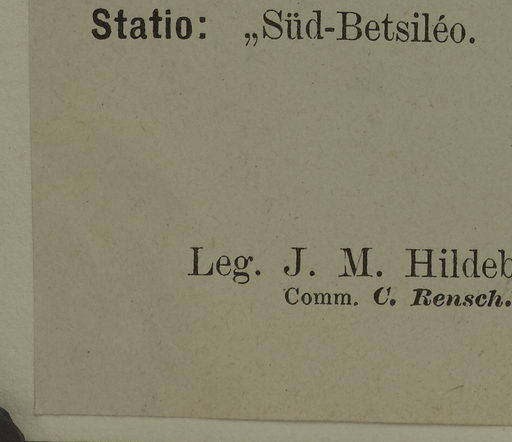 Statio: „Süd-Betsiléo.
Leg. J. M. Hildeb
Comm. C. Rensch.